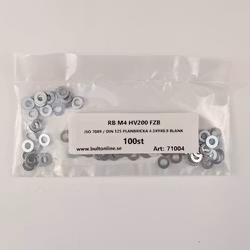 RB M4 HV200 FZB
ISO 7089 / DIN 125 PLANBRICKA 4.3X9X0.8 BLANK
100st
www.bultonline.se Art: 71004